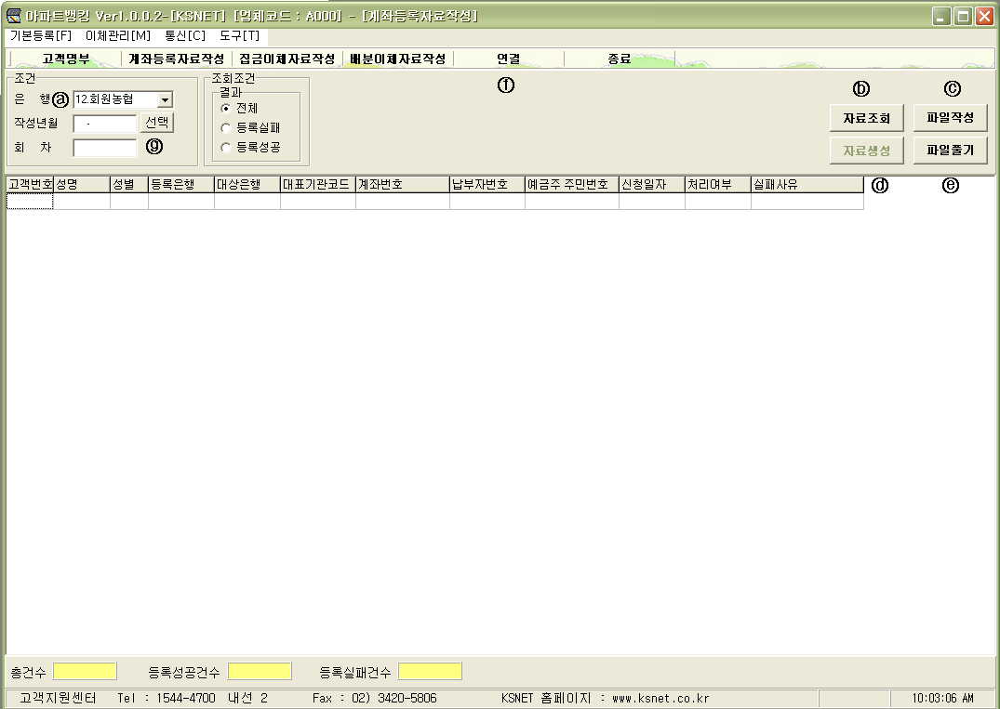 아파트뱅킹 Ver1.0.0.2-[KSNET] [업체코드 : A000] - [계좌등록자료작성]
기본등록[F] 이체관리[M] 통신[C] 도구[T]
고객명부 계좌등록자료작성 집금이체자료작성 배분이체자료작성 연결 종료
조건 조회조건
결과 ① ⓑ ⓒ
은 행 ⓐ 12.회원농협 전체
작성년월 - 선택 등록실패 자료조회 파일작성
회 차 ⓖ 등록성공 자료생성 파일풀기
고객번호 성명 성별 등록은행 대상은행 대표기관코드 계좌번호 납부자번호 예금주 주민번호 신청일자 처리여부 실패사유 ⓓ ⓔ
총건수 등록성공건수 등록실패건수
고객지원센터 Tel : 1544-4700 내선 2 Fax : 02) 3420-5806 KSNET 홈페이지 : www.ksnet.co.kr 10:03:06 AM